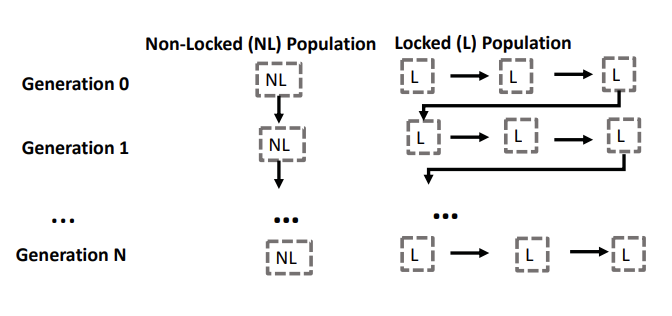 Non-Locked (NL) Population Locked (L) Population
Generation 0 NL L L L
Generation 1 NL L L L
... ... ...
Generation N NL L L L